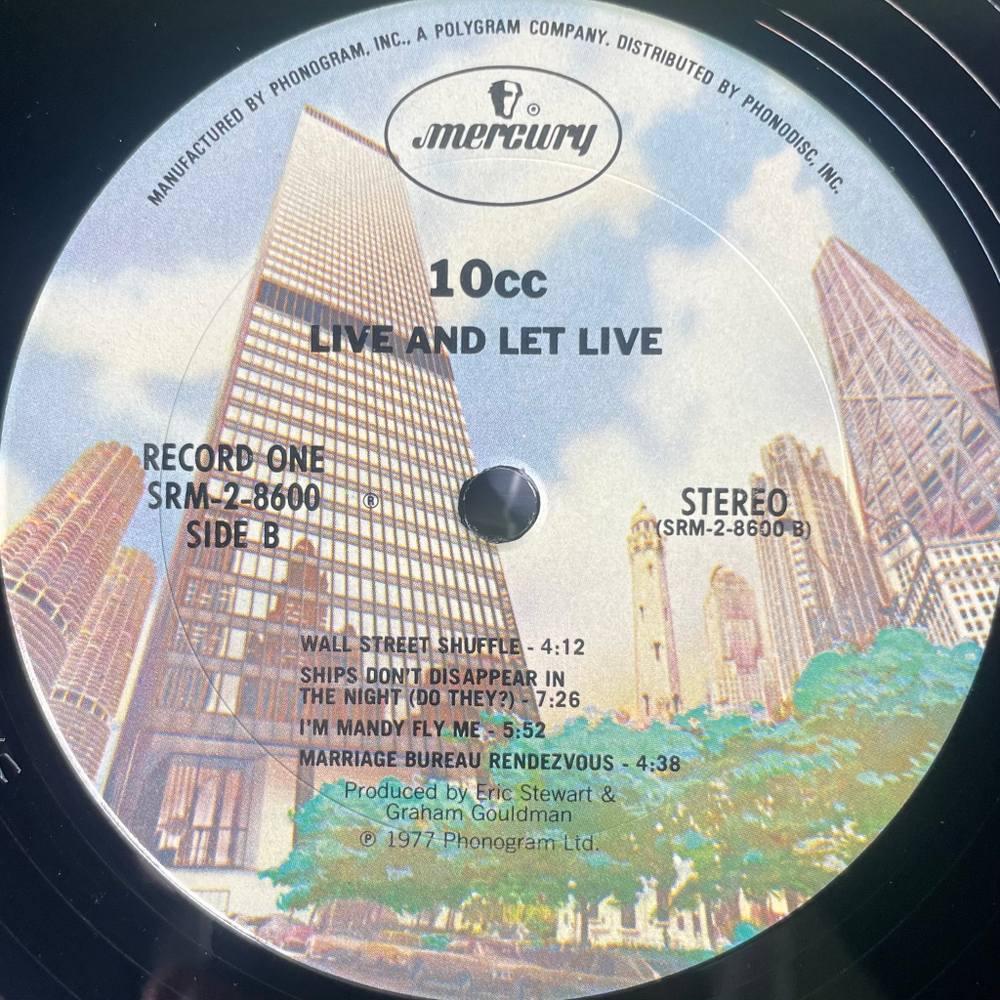 MANUFACTURED BY PHONOGRAM, INC., A POLYGRAM COMPANY. DISTRIBUTED BY PHONODISC, INC.
®
mercury
10cc
LIVE AND LET LIVE
RECORD ONE
SRM-2-8600 ®
SIDE B
STEREO
(SRM-2-8600 B)
WALL STREET SHUFFLE - 4:12
SHIPS DON'T DISAPPEAR IN
THE NIGHT (DO THEY?) - 7:26
I'M MANDY FLY ME - 5:52
MARRIAGE BUREAU RENDEZVOUS - 4:38
Produced by Eric Stewart &
Graham Gouldman
℗ 1977 Phonogram Ltd.